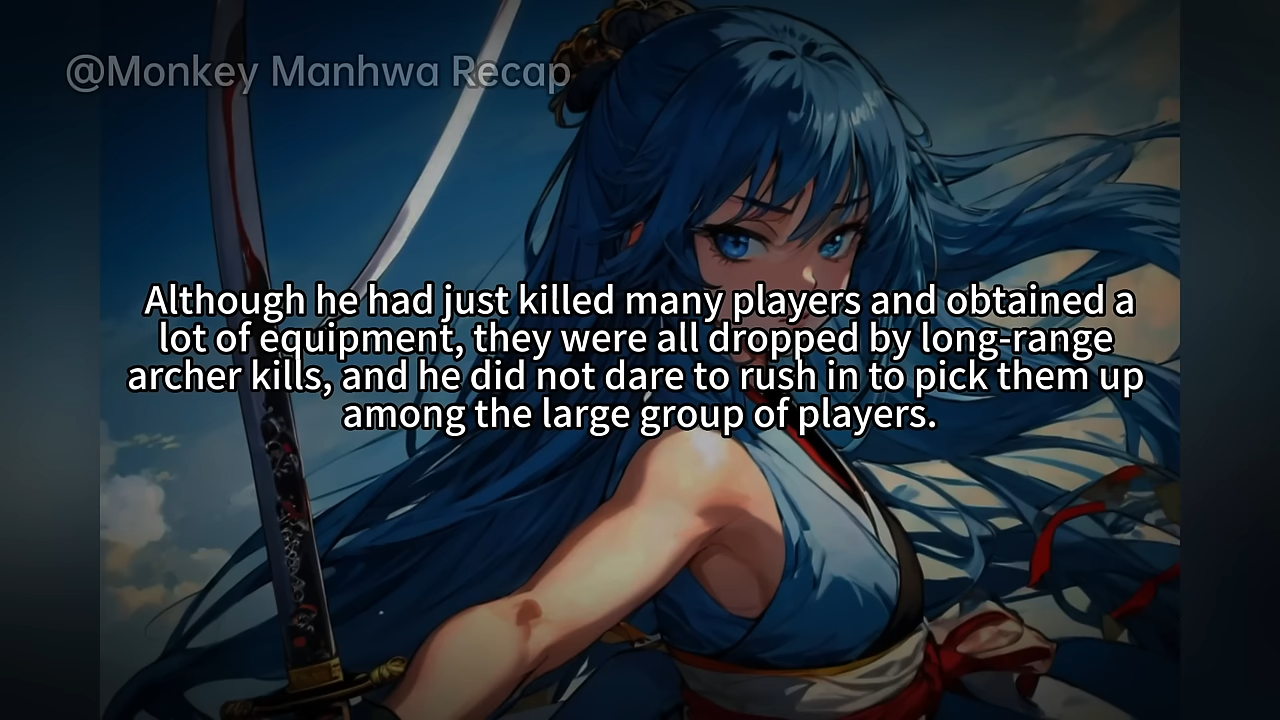 @Monkey Manhwa Recap
Although he had just killed many players and obtained a
lot of equipment, they were all dropped by long-range
archer kills, and he did not dare to rush in to pick them up
among the large group of players.